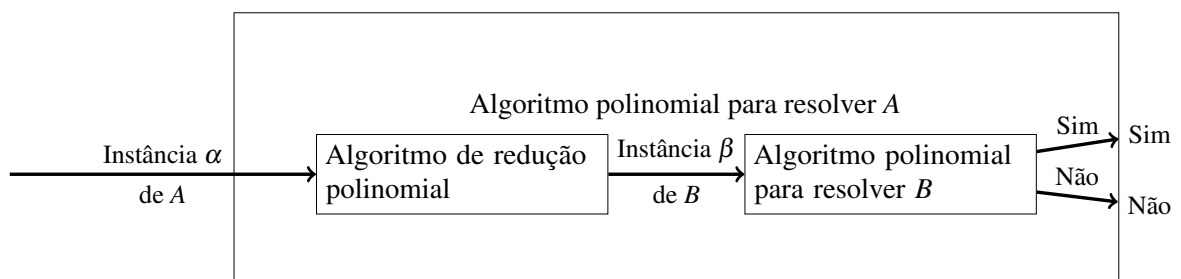 Algoritmo polinomial para resolver A
Instância α
de A
Algoritmo de redução
polinomial
Instância β
de B
Algoritmo polinomial
para resolver B
Sim
Não
Sim
Não